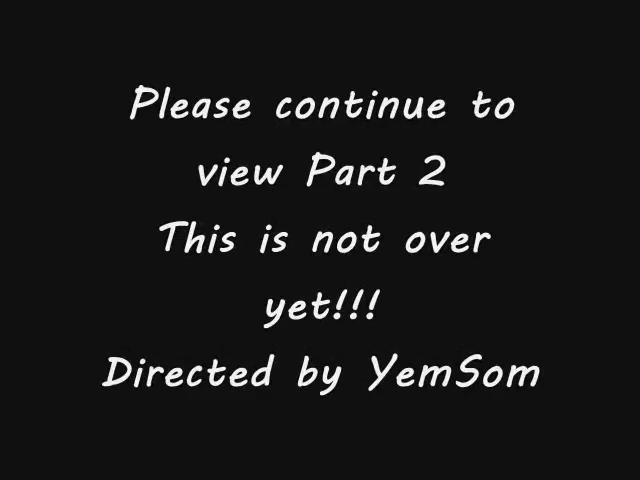 Please continue to
view Part 2
This is not over
yet!!!
Directed by YemSom